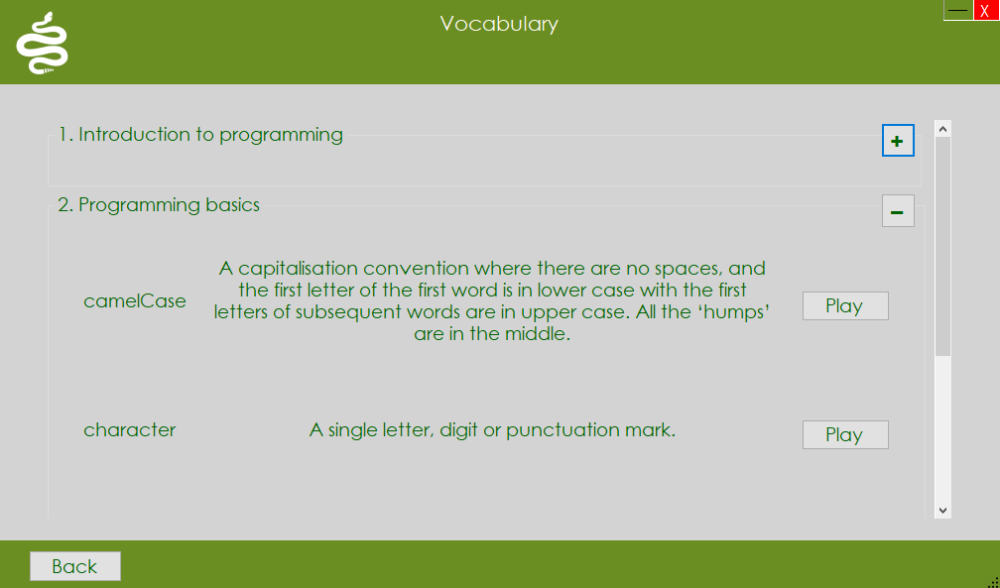 Vocabulary
— X
1. Introduction to programming
+
2. Programming basics
–
camelCase
A capitalisation convention where there are no spaces, and
the first letter of the first word is in lower case with the first
letters of subsequent words are in upper case. All the ‘humps’
are in the middle.
Play
character
A single letter, digit or punctuation mark.
Play
Back